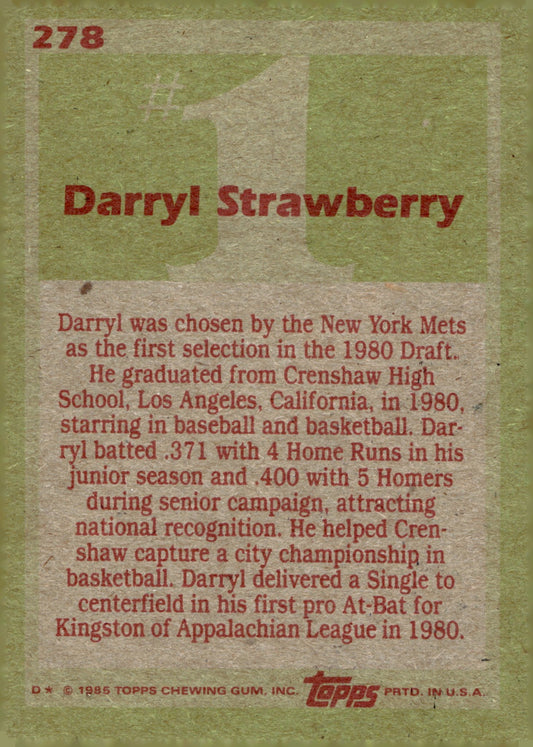 278
#1
Darryl Strawberry
Darryl was chosen by the New York Mets
as the first selection in the 1980 Draft.
He graduated from Crenshaw High
School, Los Angeles, California, in 1980,
starring in baseball and basketball. Dar-
ryl batted .371 with 4 Home Runs in his
junior season and .400 with 5 Homers
during senior campaign, attracting
national recognition. He helped Cren-
shaw capture a city championship in
basketball. Darryl delivered a Single to
centerfield in his first pro At-Bat for
Kingston of Appalachian League in 1980.
D* © 1985 TOPPS CHEWING GUM, INC. Topps PRTD. IN U.S.A.